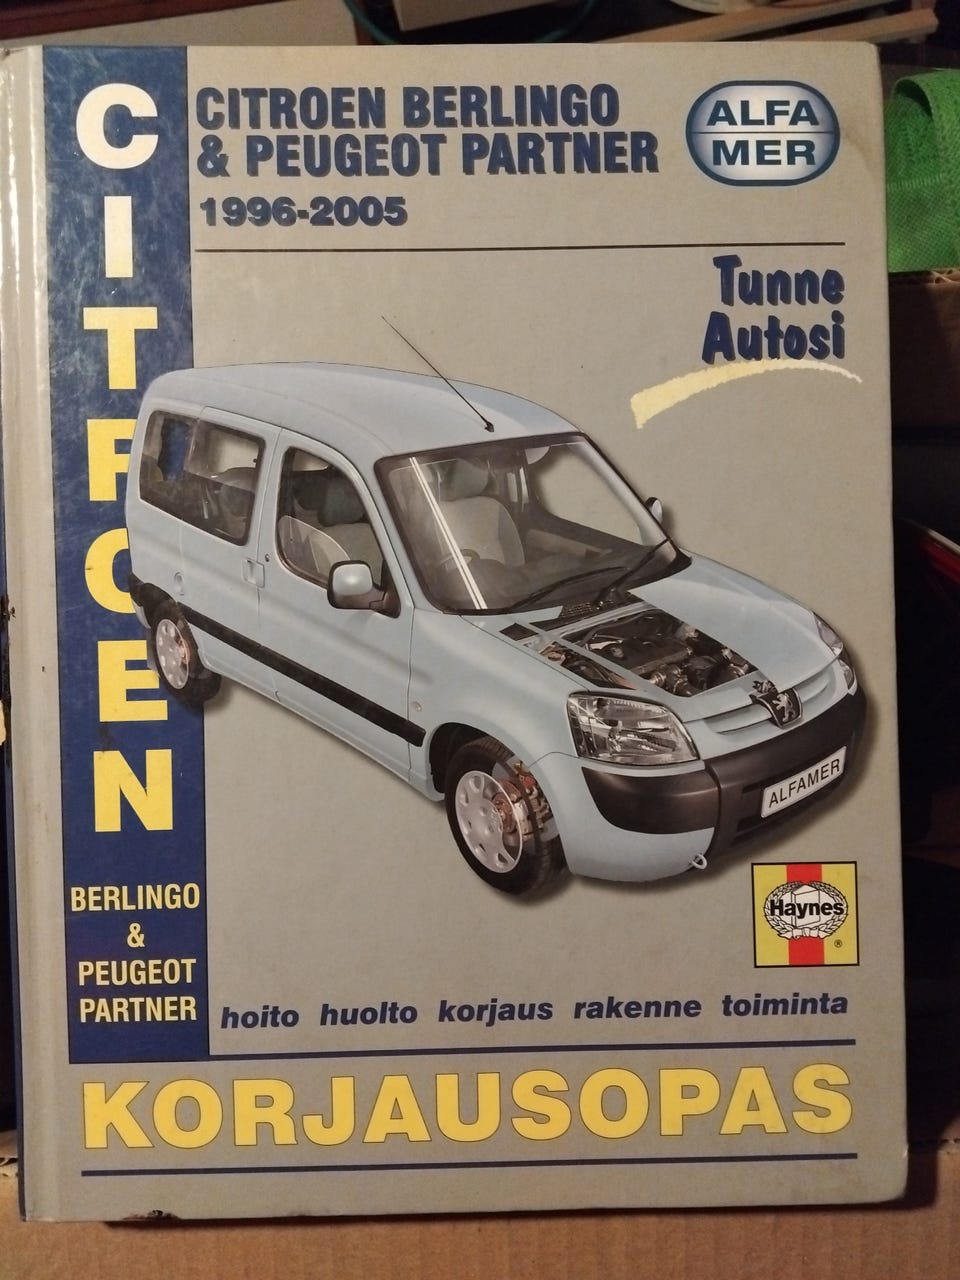 CITROEN
BERLINGO
&
PEUGEOT
PARTNER
CITROEN BERLINGO
& PEUGEOT PARTNER
1996-2005
ALFA
MER
Tunne
Autosi
ALFAMER
Haynes
®
hoito huolto korjaus rakenne toiminta
KORJAUSOPAS